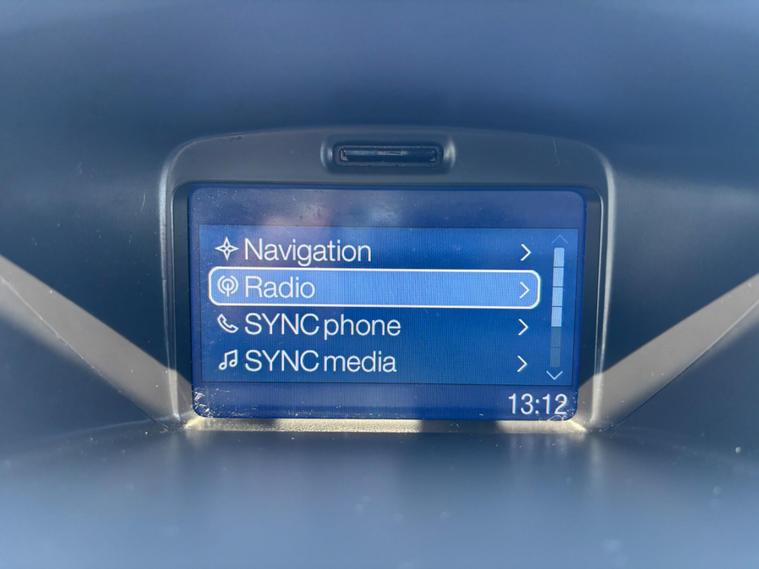 Navigation
Radio
SYNC phone
SYNC media
13:12